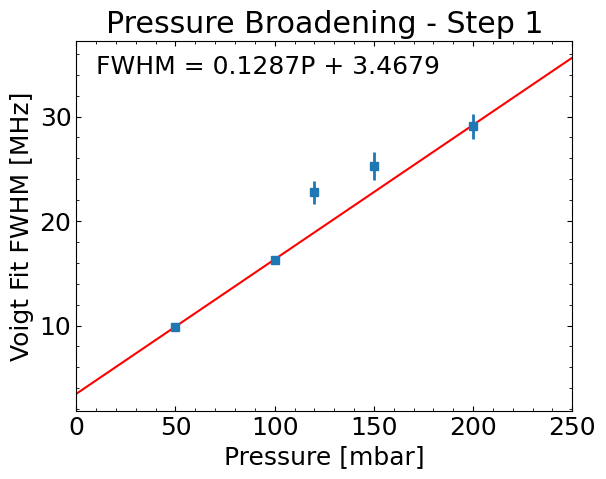 Pressure Broadening - Step 1
FWHM = 0.1287P + 3.4679
Voigt Fit FWHM [MHz]
30
20
10
0 50 100 150 200 250
Pressure [mbar]